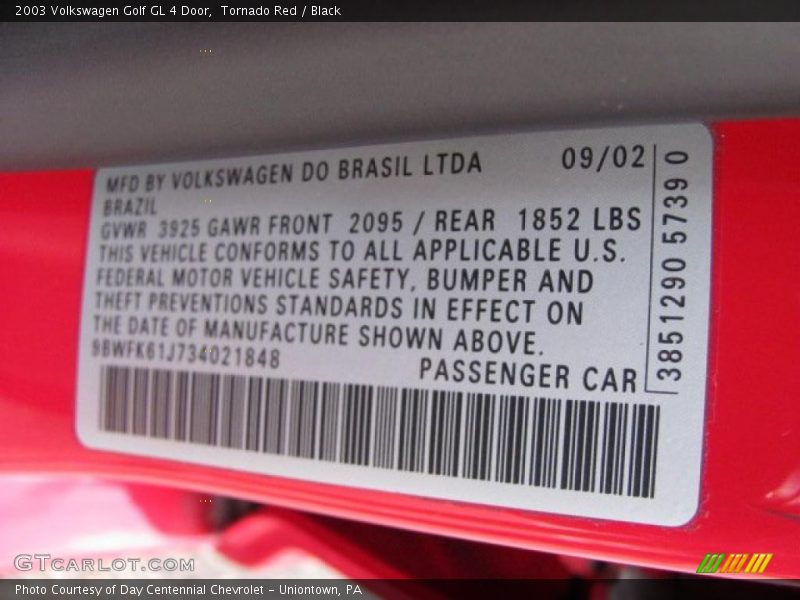 2003 Volkswagen Golf GL 4 Door,  Tornado Red / Black
MFD BY VOLKSWAGEN DO BRASIL LTDA 09/02
BRAZIL
GVWR 3925 GAWR FRONT 2095 / REAR 1852 LBS
THIS VEHICLE CONFORMS TO ALL APPLICABLE U.S.
FEDERAL MOTOR VEHICLE SAFETY, BUMPER AND
THEFT PREVENTIONS STANDARDS IN EFFECT ON
THE DATE OF MANUFACTURE SHOWN ABOVE.
9BWFK61J734021848
PASSENGER CAR
3851290 5739 0
GTCARLOT.COM
Photo Courtesy of Day Centennial Chevrolet - Uniontown, PA